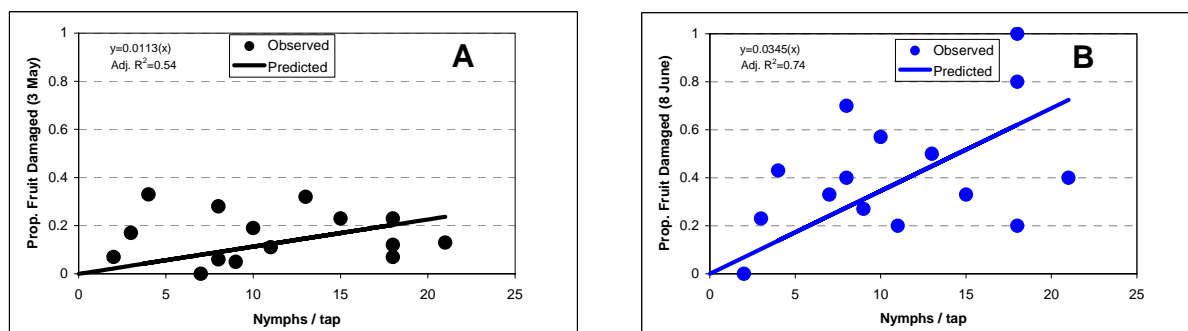 y=0.0113(x)
Adj. R²=0.54
Observed
Predicted
A
Prop. Fruit Damaged (3 May)
1
0.8
0.6
0.4
0.2
0
0 5 10 15 20 25
Nymphs / tap
y=0.0345(x)
Adj. R²=0.74
Observed
Predicted
B
Prop. Fruit Damaged (8 June)
1
0.8
0.6
0.4
0.2
0
0 5 10 15 20 25
Nymphs / tap